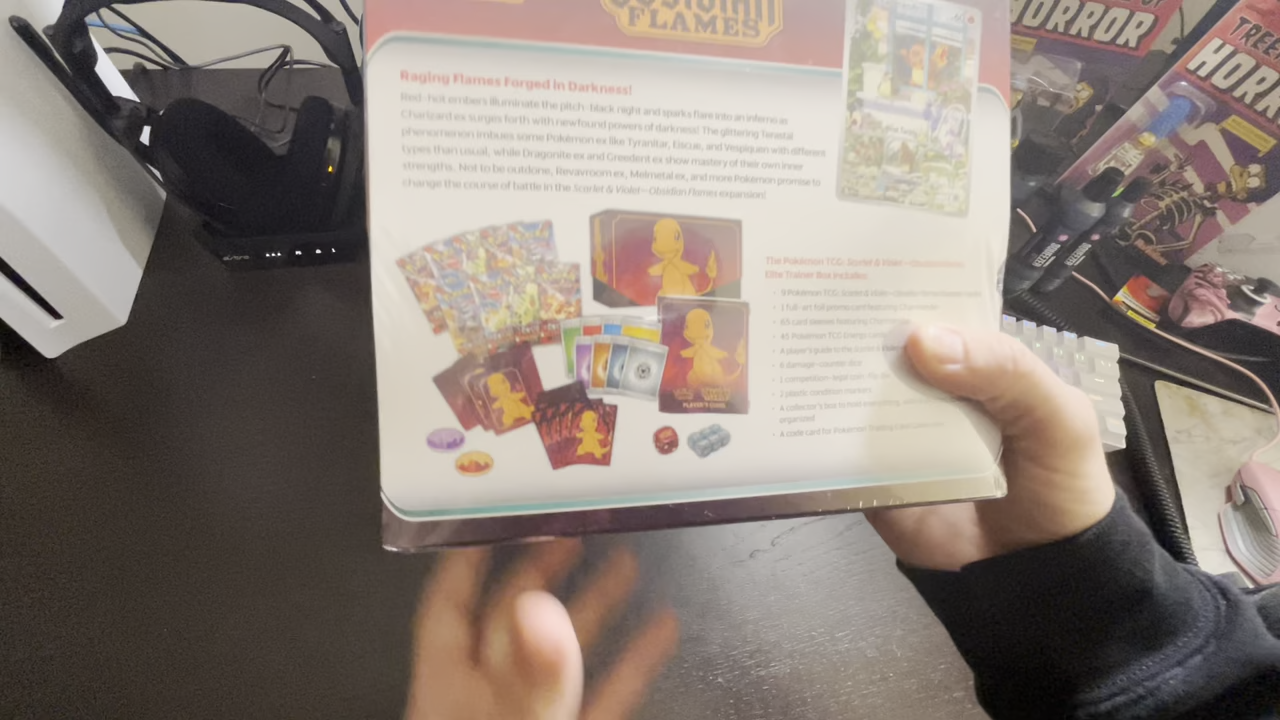 OBSIDIAN
FLAMES
Raging Flames Forged in Darkness!
Red-hot embers illuminate the pitch-black night and sparks flare into an inferno as
Charizard ex surges forth with newfound powers of darkness! The glittering Terastal
phenomenon imbues some Pokémon ex like Tyranitar, Eiscue, and Vespiquen with different
types than usual, while Dragonite ex and Greedent ex show mastery of their own inner
strengths. Not to be outdone, Revavroom ex, Melmetal ex, and more Pokémon promise to
change the course of battle in the Scarlet & Violet—Obsidian Flames expansion!
The Pokémon TCG: Scarlet & Violet—Obsidian Flames
Elite Trainer Box includes:
• 9 Pokémon TCG: Scarlet & Violet—
• 1 full-art foil promo card featuring
• 65 card sleeves featuring
• 45 Pokémon TCG Energy cards
• A player's guide to the Scarlet &
• 6 damage-counter dice
• 1 competition-legal coin-flip die
• 2 plastic condition markers
• A collector's box to hold everything,
organized
• A code card for Pokémon Trading Card Game
PLAYER'S GUIDE
OF
HORROR
TREE
HOR